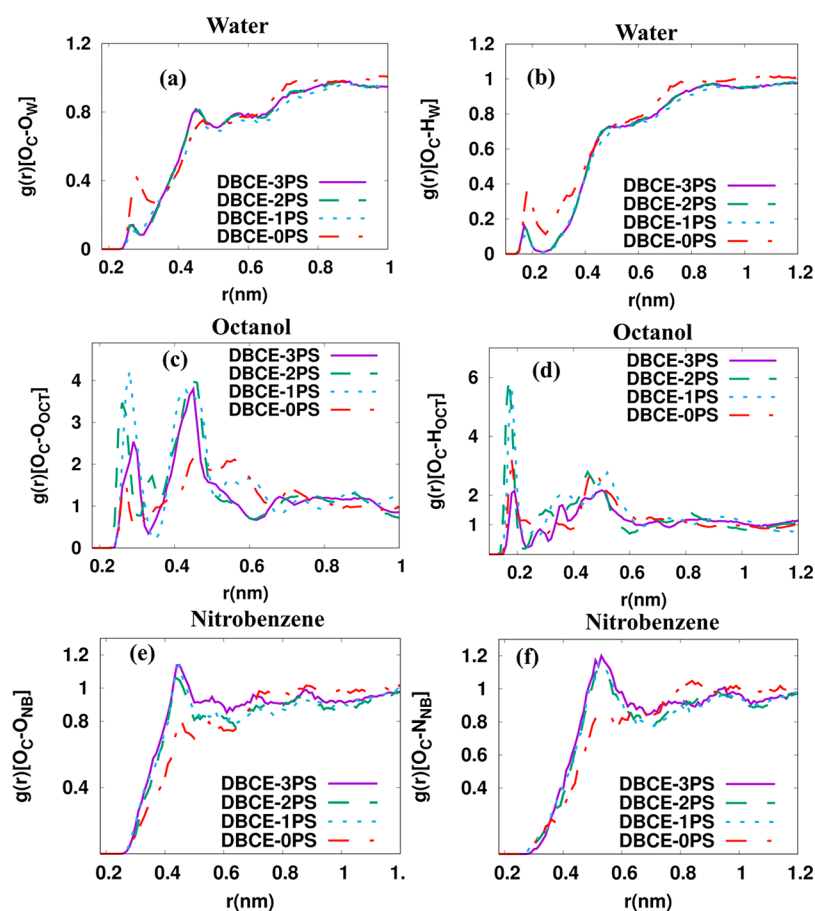 Water
(a)
g(r)[O_C-O_W]
1.2
0.8
0.4
0
DBCE-3PS
DBCE-2PS
DBCE-1PS
DBCE-0PS
0.2 0.4 0.6 0.8 1
r(nm)
Water
(b)
g(r)[O_C-H_W]
1.2
1
0.8
0.6
0.4
0.2
0
DBCE-3PS
DBCE-2PS
DBCE-1PS
DBCE-0PS
0.2 0.4 0.6 0.8 1 1.2
r(nm)
Octanol
(c)
g(r)[O_C-O_OCT]
4
3
2
1
0
DBCE-3PS
DBCE-2PS
DBCE-1PS
DBCE-0PS
0.2 0.4 0.6 0.8 1
r(nm)
Octanol
(d)
g(r)[O_C-H_OCT]
6
4
2
1
DBCE-3PS
DBCE-2PS
DBCE-1PS
DBCE-0PS
0.2 0.4 0.6 0.8 1 1.2
r(nm)
Nitrobenzene
(e)
g(r)[O_C-O_NB]
1.2
1
0.8
0.4
DBCE-3PS
DBCE-2PS
DBCE-1PS
DBCE-0PS
0.2 0.4 0.6 0.8 1 1.
r(nm)
Nitrobenzene
(f)
g(r)[O_C-N_NB]
1.2
1
0.8
0.6
0.4
DBCE-3PS
DBCE-2PS
DBCE-1PS
DBCE-0PS
0.2 0.4 0.6 0.8 1 1.2
r(nm)